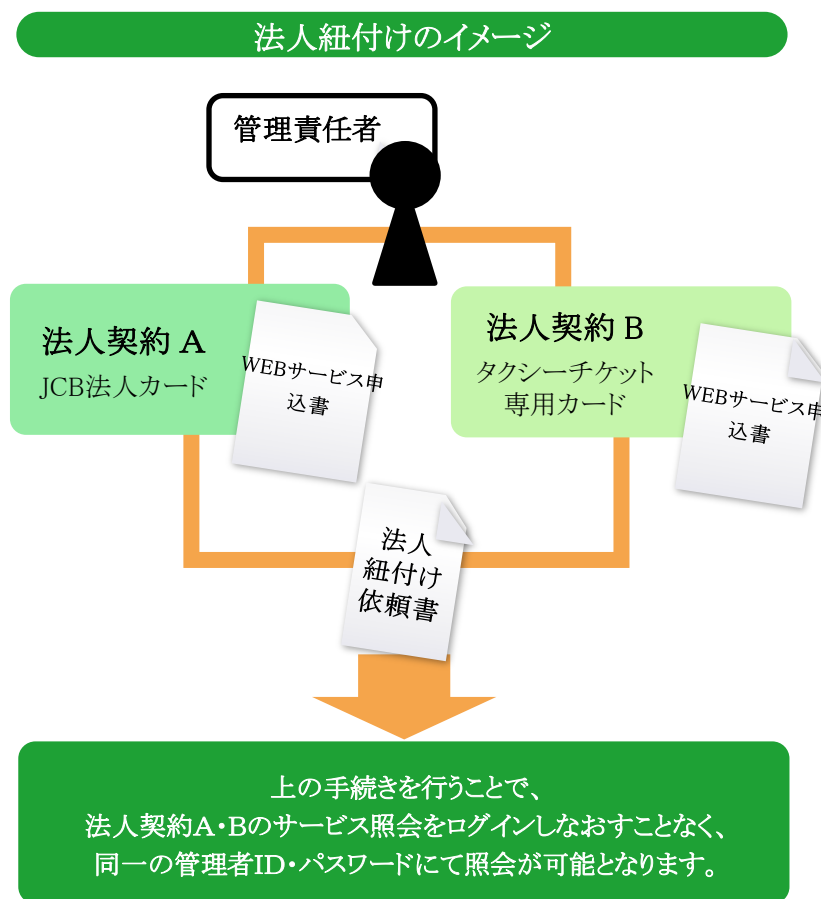 法人紐付けのイメージ
管理責任者
法人契約 A
JCB法人カード
WEBサービス申
込書
法人契約 B
タクシーチケット
専用カード
WEBサービス申
込書
法人
紐付け
依頼書
上の手続きを行うことで、
法人契約A・Bのサービス照会をログインしなおすことなく、
同一の管理者ID・パスワードにて照会が可能となります。